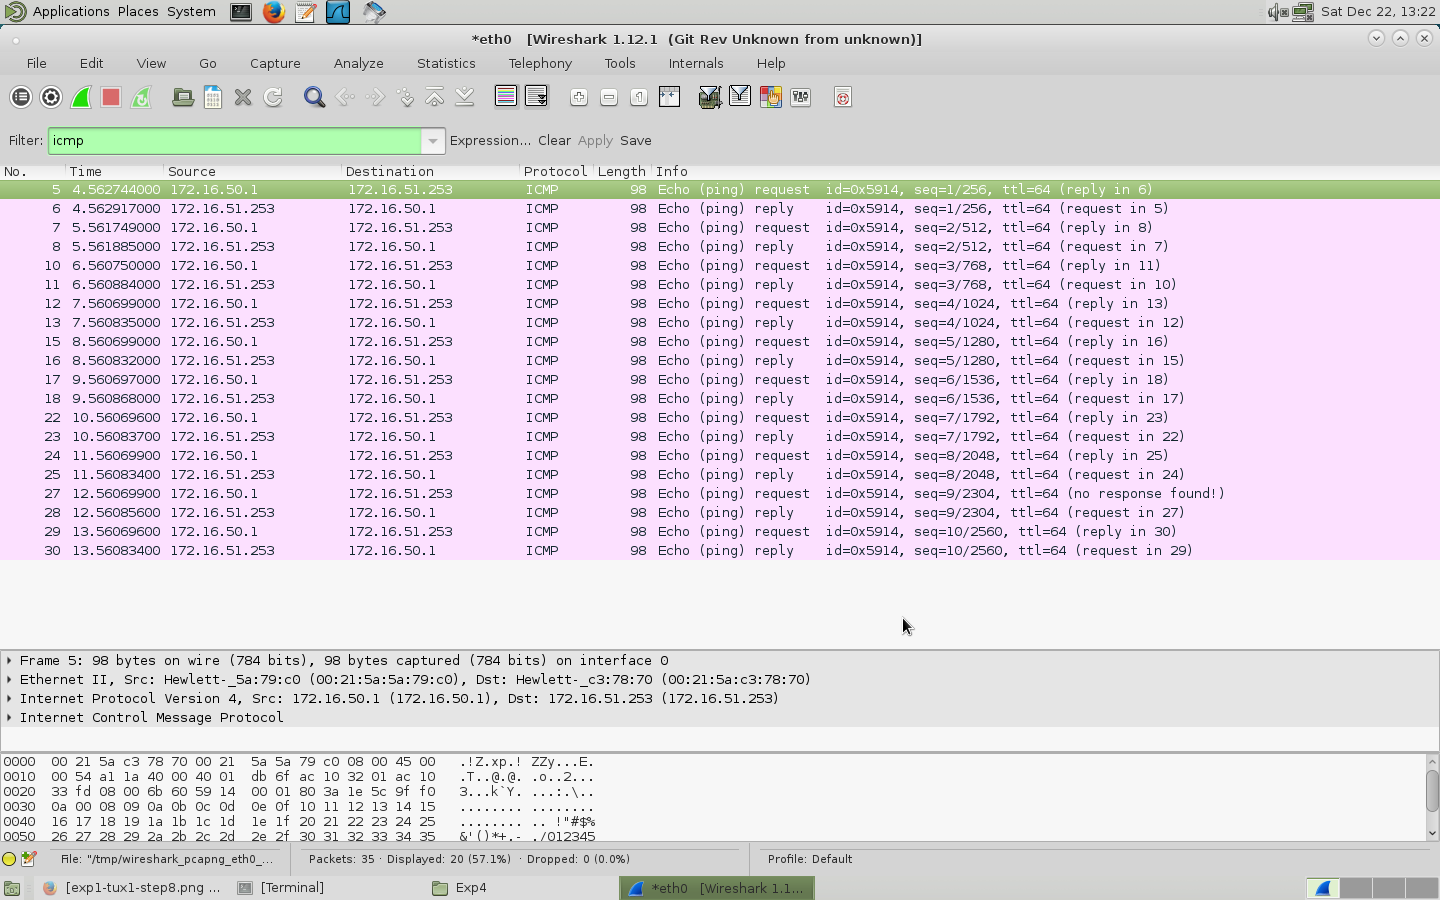 Applications Places System Sat Dec 22, 13:22
*eth0 [Wireshark 1.12.1 (Git Rev Unknown from unknown)]
File Edit View Go Capture Analyze Statistics Telephony Tools Internals Help
Filter: icmp Expression... Clear Apply Save
No. Time Source Destination Protocol Length Info
5 4.562744000 172.16.50.1 172.16.51.253 ICMP 98 Echo (ping) request id=0x5914, seq=1/256, ttl=64 (reply in 6)
6 4.562917000 172.16.51.253 172.16.50.1 ICMP 98 Echo (ping) reply id=0x5914, seq=1/256, ttl=64 (request in 5)
7 5.561749000 172.16.50.1 172.16.51.253 ICMP 98 Echo (ping) request id=0x5914, seq=2/512, ttl=64 (reply in 8)
8 5.561885000 172.16.51.253 172.16.50.1 ICMP 98 Echo (ping) reply id=0x5914, seq=2/512, ttl=64 (request in 7)
10 6.560750000 172.16.50.1 172.16.51.253 ICMP 98 Echo (ping) request id=0x5914, seq=3/768, ttl=64 (reply in 11)
11 6.560884000 172.16.51.253 172.16.50.1 ICMP 98 Echo (ping) reply id=0x5914, seq=3/768, ttl=64 (request in 10)
12 7.560699000 172.16.50.1 172.16.51.253 ICMP 98 Echo (ping) request id=0x5914, seq=4/1024, ttl=64 (reply in 13)
13 7.560835000 172.16.51.253 172.16.50.1 ICMP 98 Echo (ping) reply id=0x5914, seq=4/1024, ttl=64 (request in 12)
15 8.560699000 172.16.50.1 172.16.51.253 ICMP 98 Echo (ping) request id=0x5914, seq=5/1280, ttl=64 (reply in 16)
16 8.560832000 172.16.51.253 172.16.50.1 ICMP 98 Echo (ping) reply id=0x5914, seq=5/1280, ttl=64 (request in 15)
17 9.560697000 172.16.50.1 172.16.51.253 ICMP 98 Echo (ping) request id=0x5914, seq=6/1536, ttl=64 (reply in 18)
18 9.560868000 172.16.51.253 172.16.50.1 ICMP 98 Echo (ping) reply id=0x5914, seq=6/1536, ttl=64 (request in 17)
22 10.56069600 172.16.50.1 172.16.51.253 ICMP 98 Echo (ping) request id=0x5914, seq=7/1792, ttl=64 (reply in 23)
23 10.56083700 172.16.51.253 172.16.50.1 ICMP 98 Echo (ping) reply id=0x5914, seq=7/1792, ttl=64 (request in 22)
24 11.56069900 172.16.50.1 172.16.51.253 ICMP 98 Echo (ping) request id=0x5914, seq=8/2048, ttl=64 (reply in 25)
25 11.56083400 172.16.51.253 172.16.50.1 ICMP 98 Echo (ping) reply id=0x5914, seq=8/2048, ttl=64 (request in 24)
27 12.56069900 172.16.50.1 172.16.51.253 ICMP 98 Echo (ping) request id=0x5914, seq=9/2304, ttl=64 (no response found!)
28 12.56085600 172.16.51.253 172.16.50.1 ICMP 98 Echo (ping) reply id=0x5914, seq=9/2304, ttl=64 (request in 27)
29 13.56069600 172.16.50.1 172.16.51.253 ICMP 98 Echo (ping) request id=0x5914, seq=10/2560, ttl=64 (reply in 30)
30 13.56083400 172.16.51.253 172.16.50.1 ICMP 98 Echo (ping) reply id=0x5914, seq=10/2560, ttl=64 (request in 29)
Frame 5: 98 bytes on wire (784 bits), 98 bytes captured (784 bits) on interface 0
Ethernet II, Src: Hewlett-_5a:79:c0 (00:21:5a:5a:79:c0), Dst: Hewlett-_c3:78:70 (00:21:5a:c3:78:70)
Internet Protocol Version 4, Src: 172.16.50.1 (172.16.50.1), Dst: 172.16.51.253 (172.16.51.253)
Internet Control Message Protocol
0000 00 21 5a c3 78 70 00 21 5a 5a 79 c0 08 00 45 00 .!Z.xp.! ZZy...E.
0010 00 54 a1 1a 40 00 40 01 db 6f ac 10 32 01 ac 10 .T..@.@. .o..2...
0020 33 fd 08 00 6b 60 59 14 00 01 80 3a 1e 5c 9f f0 3...k`Y. ...:.\..
0030 0a 00 08 09 0a 0b 0c 0d 0e 0f 10 11 12 13 14 15 ........ ........
0040 16 17 18 19 1a 1b 1c 1d 1e 1f 20 21 22 23 24 25 ........ .. !"#$%
0050 26 27 28 29 2a 2b 2c 2d 2e 2f 30 31 32 33 34 35 &'()*+,- ./012345
File: "/tmp/wireshark_pcapng_eth0_... Packets: 35 · Displayed: 20 (57.1%) · Dropped: 0 (0.0%) Profile: Default
[exp1-tux1-step8.png ... [Terminal] Exp4 *eth0 [Wireshark 1.1...